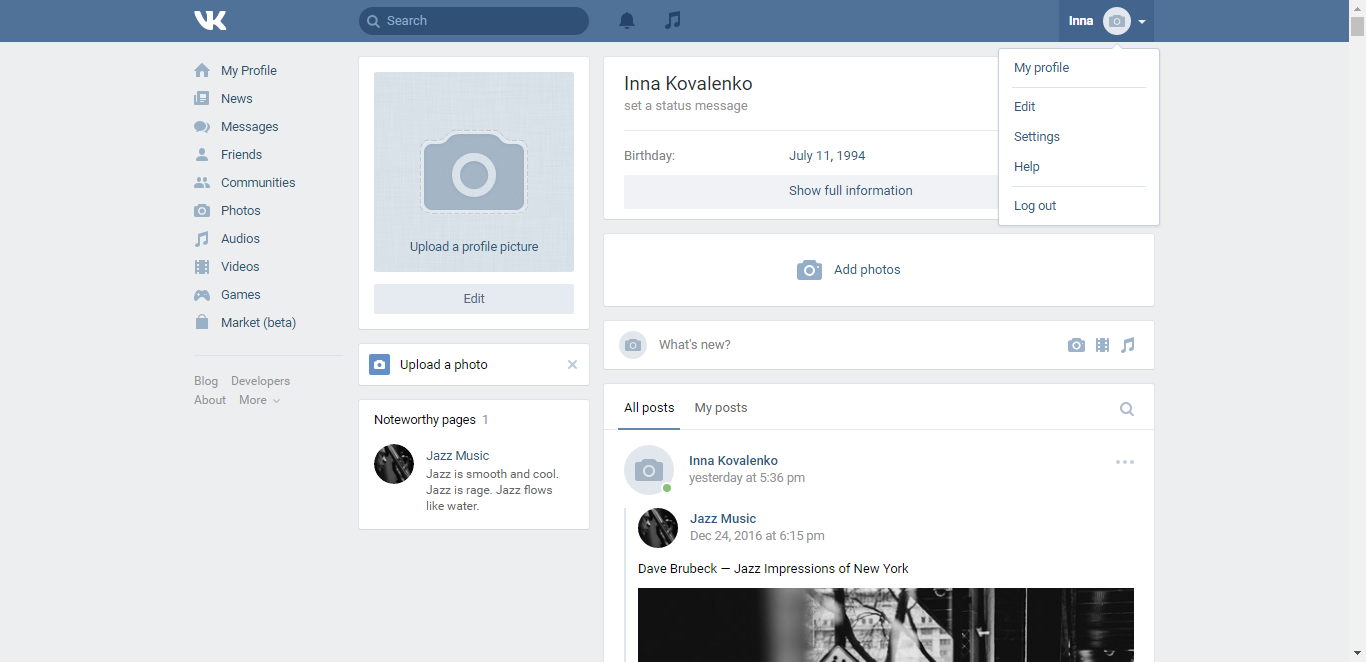 VK
Search
Inna
My Profile
News
Messages
Friends
Communities
Photos
Audios
Videos
Games
Market (beta)
Blog Developers
About More
Upload a profile picture
Edit
Upload a photo
Noteworthy pages 1
Jazz Music
Jazz is smooth and cool.
Jazz is rage. Jazz flows
like water.
Inna Kovalenko
set a status message
Birthday: July 11, 1994
Show full information
My profile
Edit
Settings
Help
Log out
Add photos
What's new?
All posts My posts
Inna Kovalenko
yesterday at 5:36 pm
Jazz Music
Dec 24, 2016 at 6:15 pm
Dave Brubeck — Jazz Impressions of New York